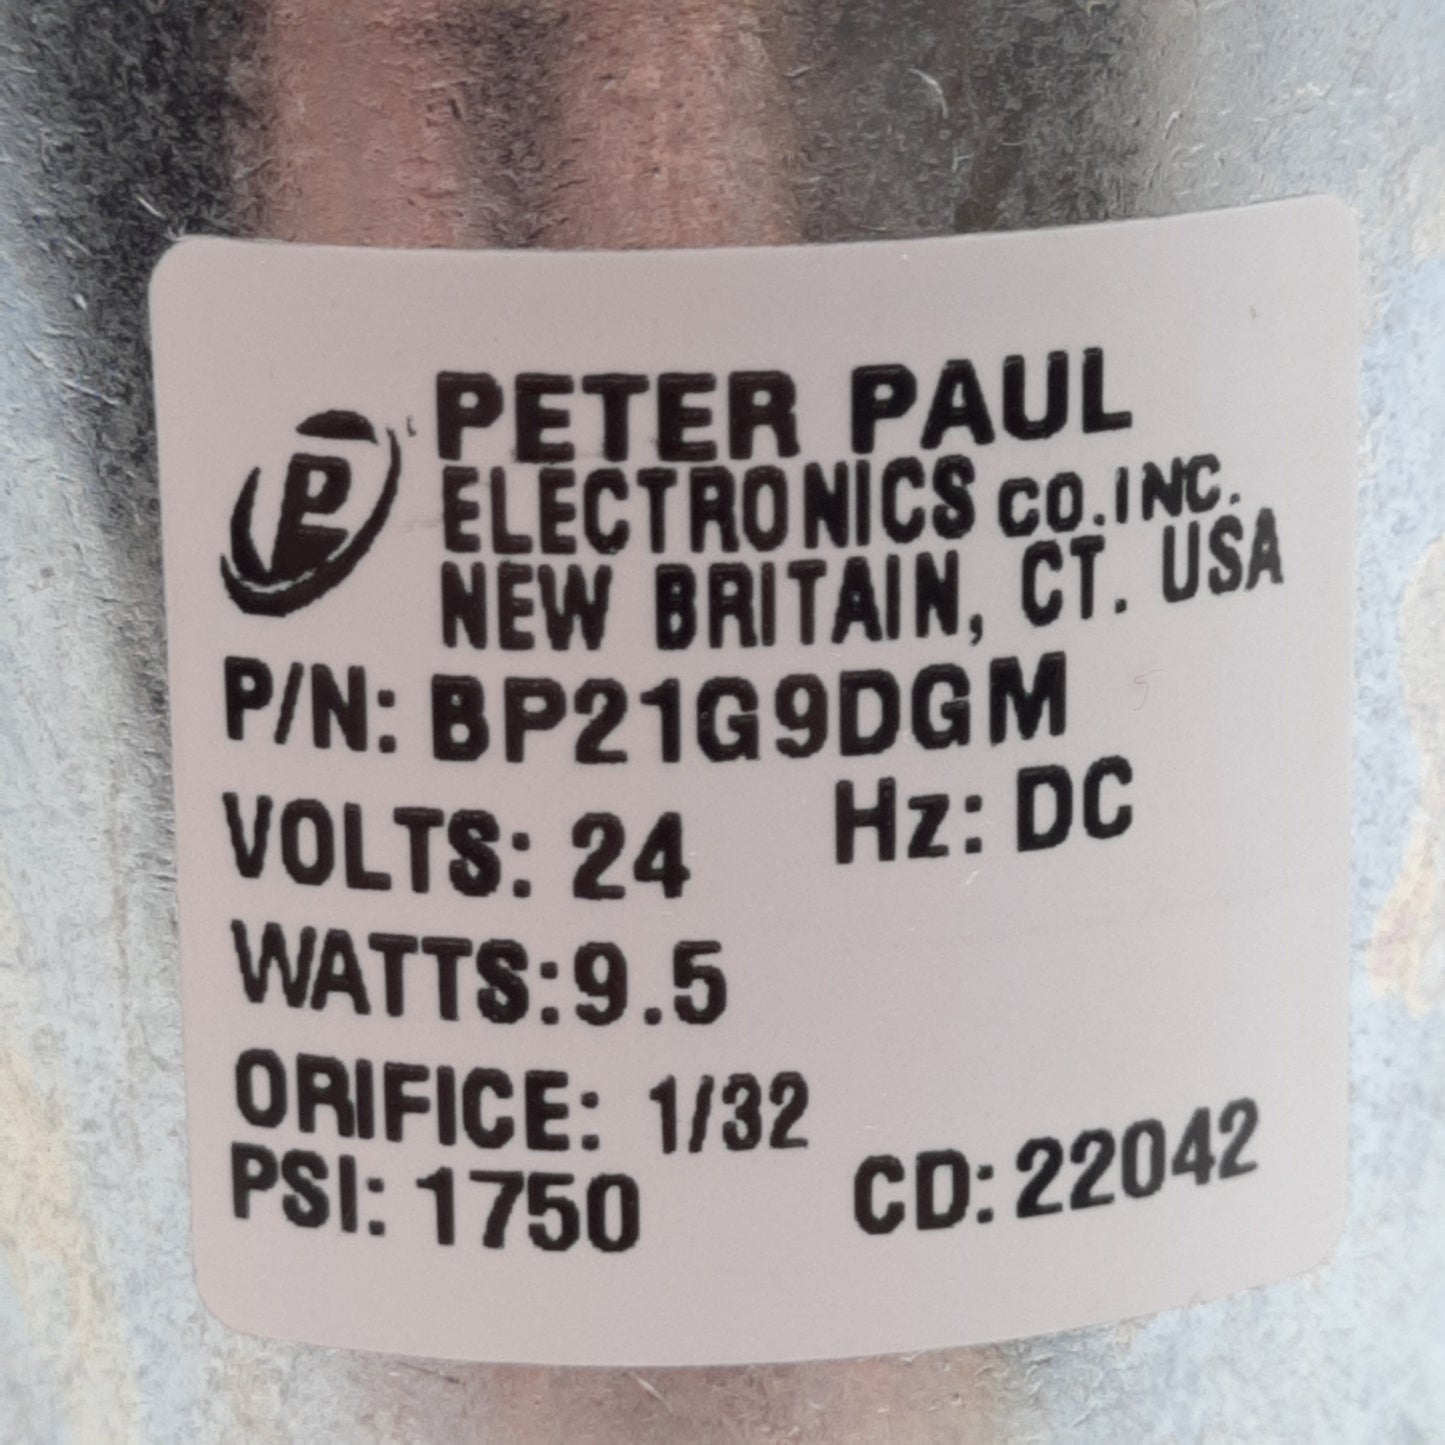 PETER PAUL
ELECTRONICS CO. INC.
NEW BRITAIN, CT. USA
P/N: BP21G9DGM
VOLTS: 24 Hz: DC
WATTS: 9.5
ORIFICE: 1/32
PSI: 1750 CD: 22042